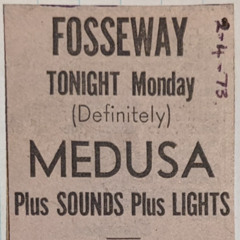 FOSSEWAY
TONIGHT Monday
(Definitely)
MEDUSA
Plus SOUNDS Plus LIGHTS
2-4-73.